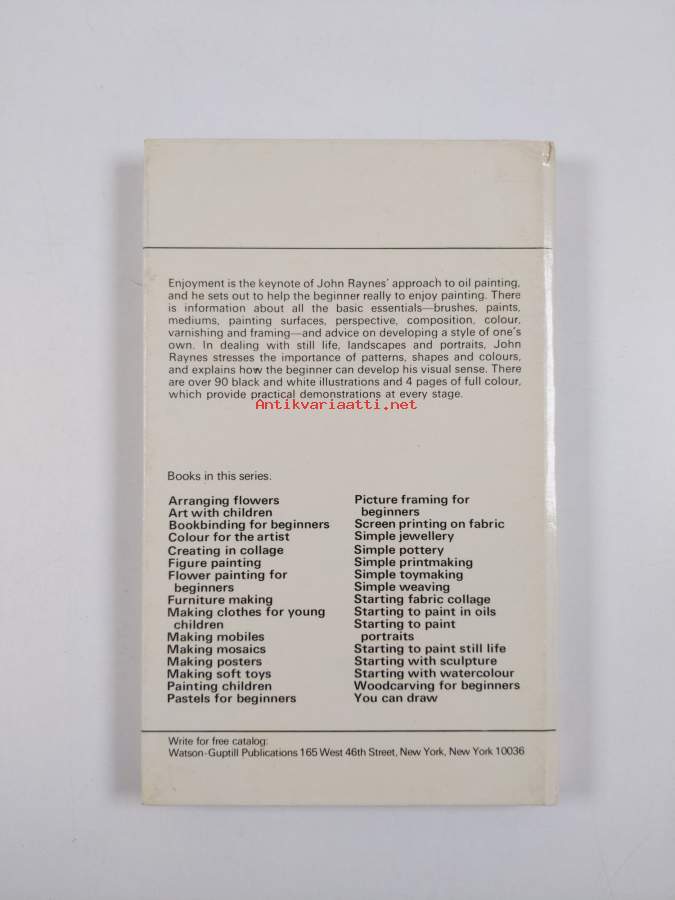 Enjoyment is the keynote of John Raynes' approach to oil painting,
and he sets out to help the beginner really to enjoy painting. There
is information about all the basic essentials—brushes, paints,
mediums, painting surfaces, perspective, composition, colour,
varnishing and framing—and advice on developing a style of one's
own. In dealing with still life, landscapes and portraits, John
Raynes stresses the importance of patterns, shapes and colours,
and explains how the beginner can develop his visual sense. There
are over 90 black and white illustrations and 4 pages of full colour,
which provide practical demonstrations at every stage.
Antikvariaatti.net
Books in this series.
Arranging flowers
Art with children
Bookbinding for beginners
Colour for the artist
Creating in collage
Figure painting
Flower painting for
beginners
Furniture making
Making clothes for young
children
Making mobiles
Making mosaics
Making posters
Making soft toys
Painting children
Pastels for beginners
Picture framing for
beginners
Screen printing on fabric
Simple jewellery
Simple pottery
Simple printmaking
Simple toymaking
Simple weaving
Starting fabric collage
Starting to paint in oils
Starting to paint
portraits
Starting to paint still life
Starting with sculpture
Starting with watercolour
Woodcarving for beginners
You can draw
Write for free catalog:
Watson-Guptill Publications 165 West 46th Street, New York, New York 10036